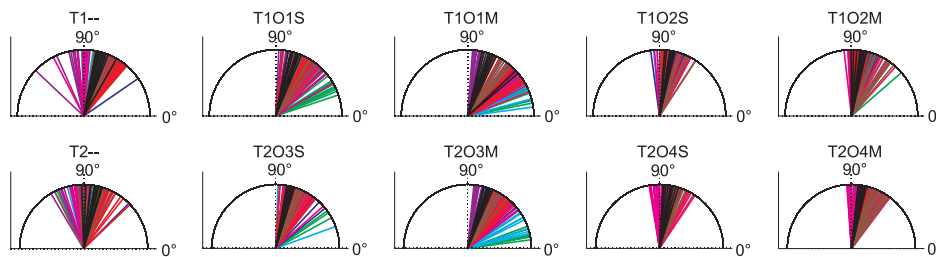 T1-- T1O1S T1O1M T1O2S T1O2M
90° 90° 90° 90° 90°
0° 0° 0° 0° 0
T2-- T2O3S T2O3M T2O4S T2O4M
90° 90° 90° 90° 90°
0° 0° 0° 0° 0